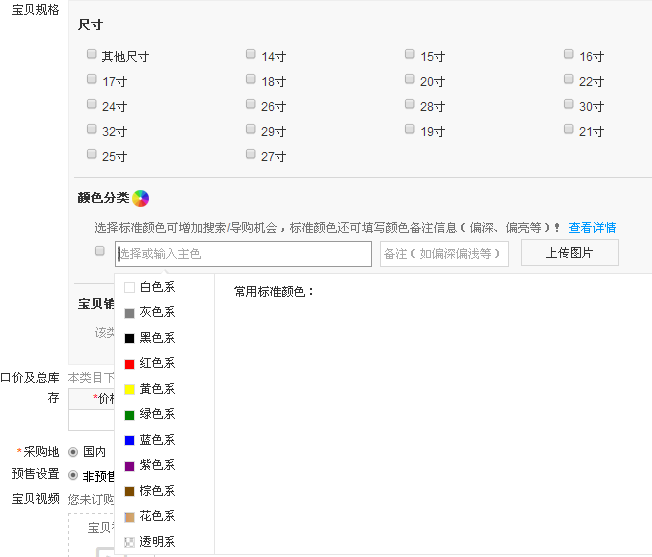 宝贝规格
尺寸
其他尺寸 14寸 15寸 16寸
17寸 18寸 20寸 22寸
24寸 26寸 28寸 30寸
32寸 29寸 19寸 21寸
25寸 27寸
颜色分类
选择标准颜色可增加搜索/导购机会，标准颜色还可填写颜色备注信息（偏深、偏亮等）！ 查看详情
选择或输入主色 备注（如偏深偏浅等） 上传图片
白色系
常用标准颜色：
宝贝销
灰色系
该类
黑色系
红色系
口价及总库存
本类目下
黄色系
*价格
绿色系
蓝色系
*采购地 国内
紫色系
预售设置 非预售
棕色系
宝贝视频 您未订购
花色系
宝贝
透明系